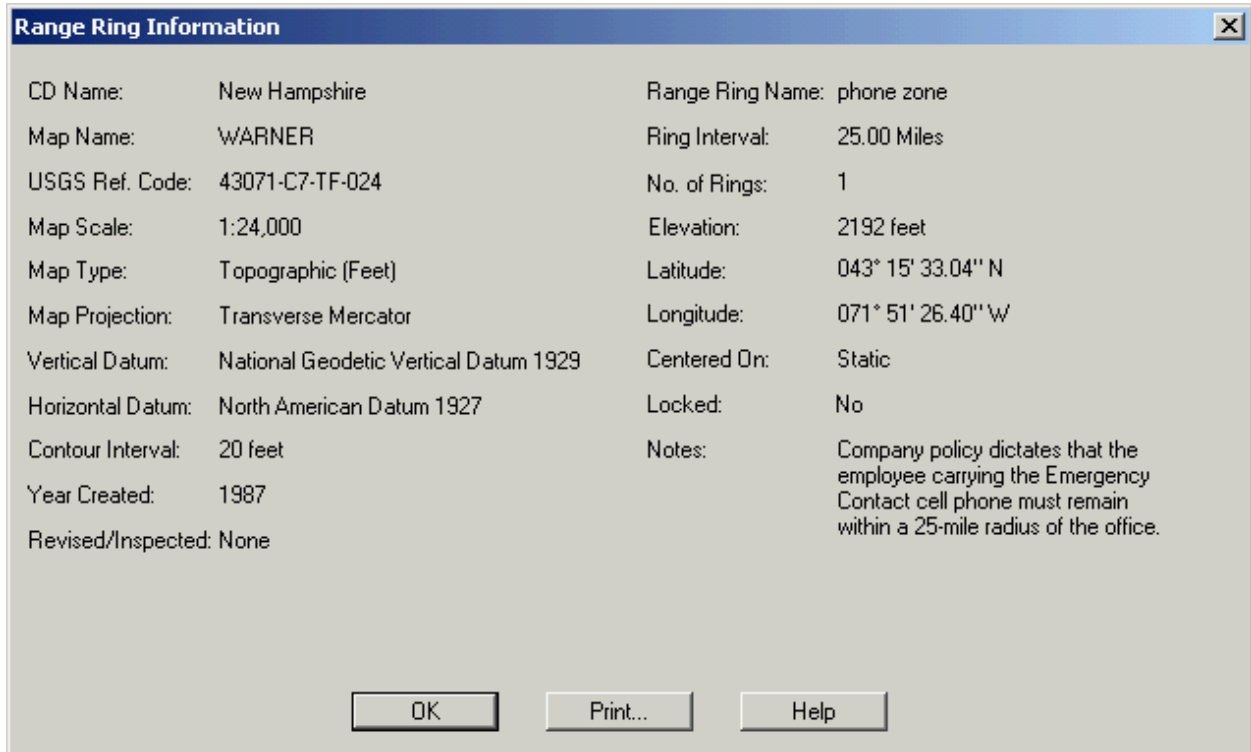 Range Ring Information
CD Name: New Hampshire
Map Name: WARNER
USGS Ref. Code: 43071-C7-TF-024
Map Scale: 1:24,000
Map Type: Topographic (Feet)
Map Projection: Transverse Mercator
Vertical Datum: National Geodetic Vertical Datum 1929
Horizontal Datum: North American Datum 1927
Contour Interval: 20 feet
Year Created: 1987
Revised/Inspected: None
Range Ring Name: phone zone
Ring Interval: 25.00 Miles
No. of Rings: 1
Elevation: 2192 feet
Latitude: 043° 15' 33.04" N
Longitude: 071° 51' 26.40" W
Centered On: Static
Locked: No
Notes: Company policy dictates that the
employee carrying the Emergency
Contact cell phone must remain
within a 25-mile radius of the office.
OK Print... Help